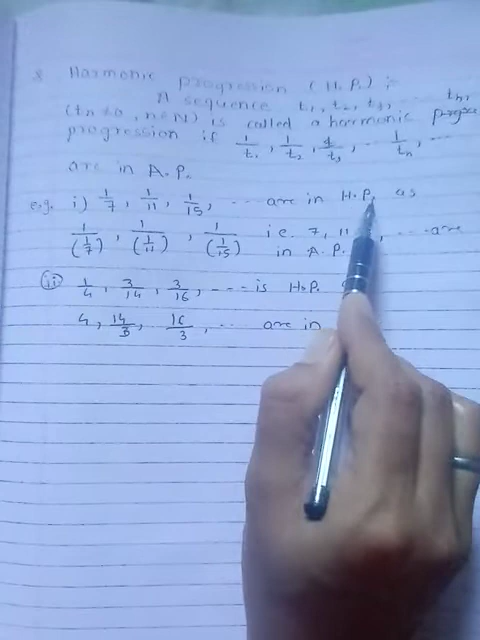 8 Harmonic progression (H.P.) is
A sequence t₁, t₂, t₃, ... tn,
(tn ≠ 0, n∈N) is called a harmonic
progression if 1/t₁, 1/t₂, 1/t₃, ... 1/tn, ...
are in A.P.
e.g. i) 1/7, 1/11, 1/15, ... are in H.P. as
1/(1/7), 1/(1/11), 1/(1/15) i.e. 7, 11, ... are
in A.P.
(ii) 1/4, 3/14, 3/16, ... is H.P.
4, 14/3, 16/3, ... are in